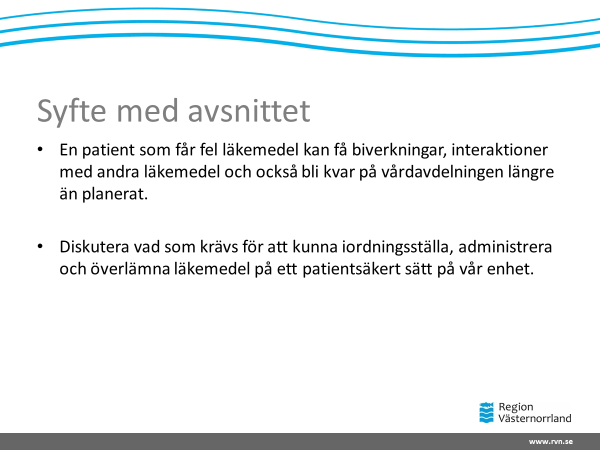 Syfte med avsnittet
• En patient som får fel läkemedel kan få biverkningar, interaktioner
med andra läkemedel och också bli kvar på vårdavdelningen längre
än planerat.
• Diskutera vad som krävs för att kunna iordningsställa, administrera
och överlämna läkemedel på ett patientsäkert sätt på vår enhet.
Region
Västernorrland
www.rvn.se